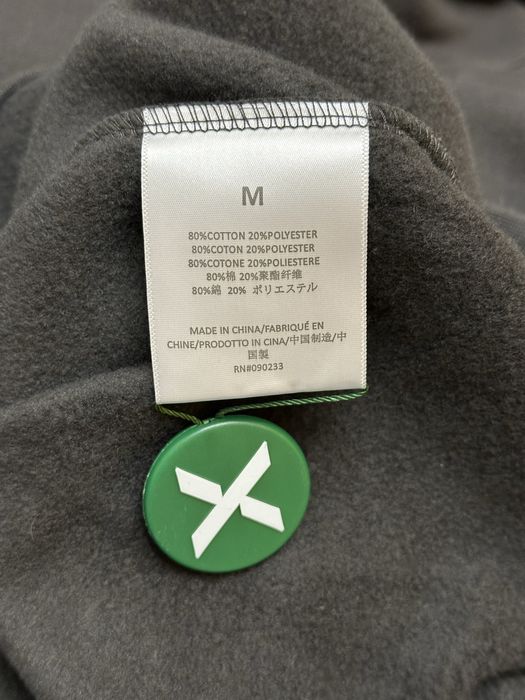 M
80%COTTON 20%POLYESTER
80%COTON 20%POLYESTER
80%COTONE 20%POLIESTERE
80%棉 20%聚酯纤维
80%綿 20% ポリエステル
MADE IN CHINA/FABRIQUÉ EN
CHINE/PRODOTTO IN CINA/中国制造/中
国製
RN#090233
X